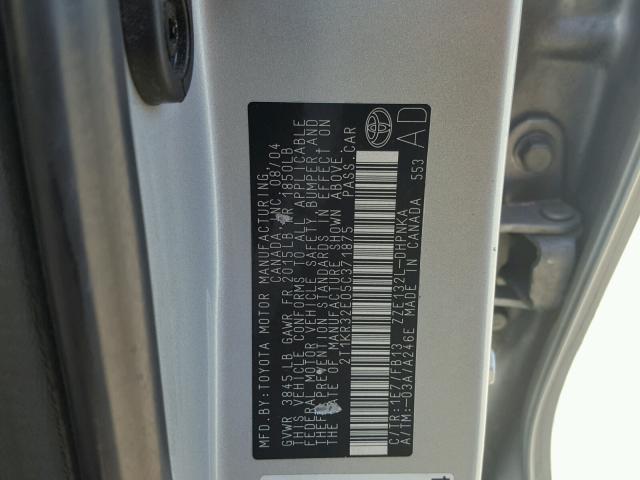 MFD.BY:TOYOTA MOTOR MANUFACTURING
CANADA, INC. 08/04
GVWR 3845LB GAWR FR 2015LB RR 1850LB
THIS VEHICLE CONFORMS TO ALL APPLICABLE
FEDERAL MOTOR VEHICLE SAFETY BUMPER, AND
THEFT PREVENTION STANDARDS IN EFFECT ON
THE DATE OF MANUFACTURE SHOWN ABOVE.
2T1KR32E05C371875 PASS.CAR
C/TR:1E7/FB13 ZZE132L-DHPNKA
A/TM:-03A/A246E MADE IN CANADA 553
AD